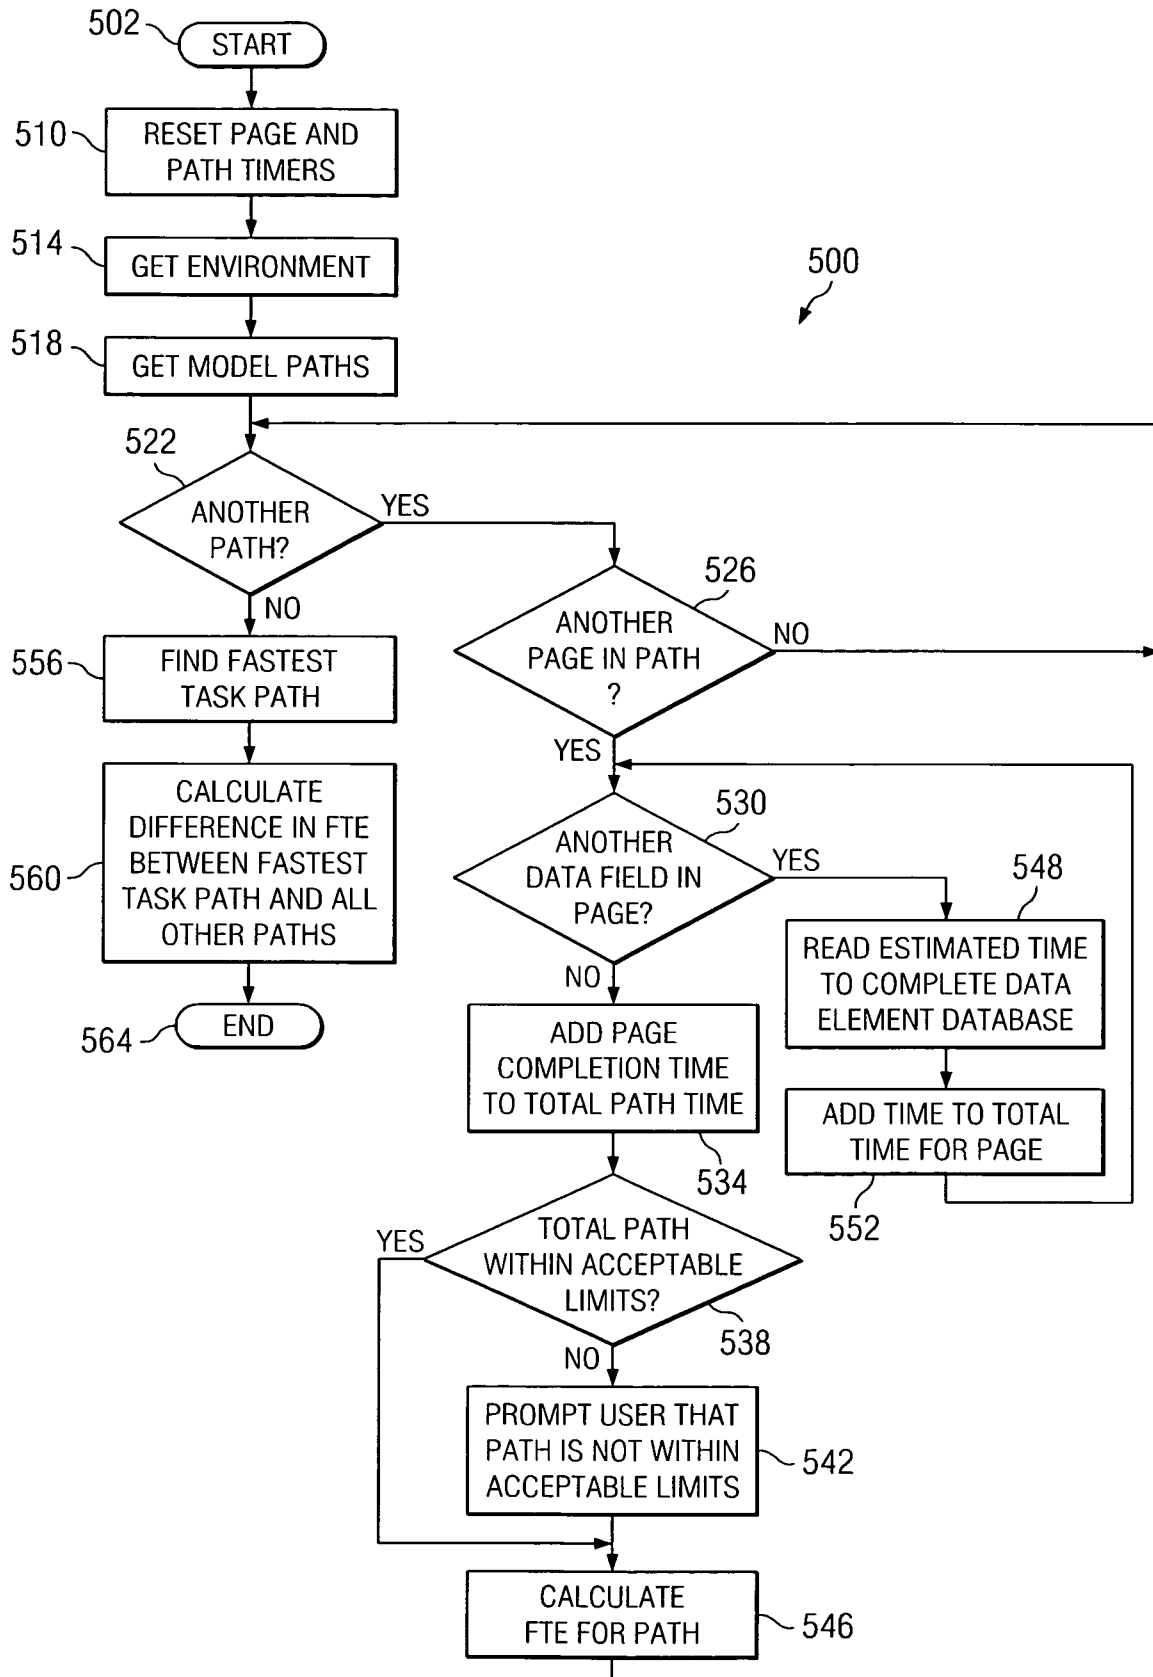 502
START
510
RESET PAGE AND
PATH TIMERS
514
GET ENVIRONMENT
500
518
GET MODEL PATHS
522
ANOTHER
PATH?
YES
NO
526
ANOTHER
PAGE IN PATH
?
NO
YES
556
FIND FASTEST
TASK PATH
560
CALCULATE
DIFFERENCE IN FTE
BETWEEN FASTEST
TASK PATH AND ALL
OTHER PATHS
564
END
530
ANOTHER
DATA FIELD IN
PAGE?
YES
NO
548
READ ESTIMATED TIME
TO COMPLETE DATA
ELEMENT DATABASE
ADD TIME TO TOTAL
TIME FOR PAGE
552
ADD PAGE
COMPLETION TIME
TO TOTAL PATH TIME
534
YES
TOTAL PATH
WITHIN ACCEPTABLE
LIMITS?
538
NO
PROMPT USER THAT
PATH IS NOT WITHIN
ACCEPTABLE LIMITS
542
CALCULATE
FTE FOR PATH
546